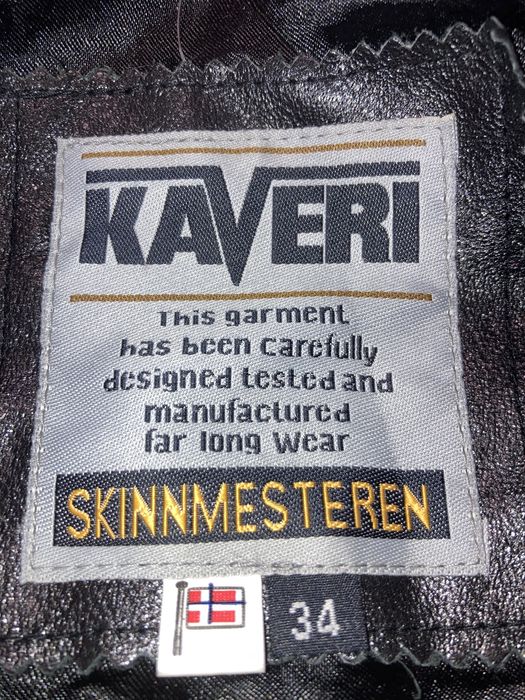 KAVERI
This garment
has been carefully
designed tested and
manufactured
far long wear
SKINNMESTEREN
34